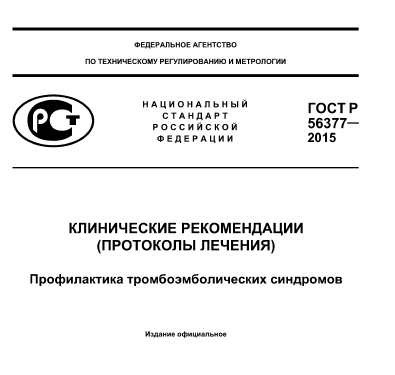 ФЕДЕРАЛЬНОЕ АГЕНТСТВО
ПО ТЕХНИЧЕСКОМУ РЕГУЛИРОВАНИЮ И МЕТРОЛОГИИ
РСТ
НАЦИОНАЛЬНЫЙ
СТАНДАРТ
РОССИЙСКОЙ
ФЕДЕРАЦИИ
ГОСТ Р
56377—
2015
КЛИНИЧЕСКИЕ РЕКОМЕНДАЦИИ
(ПРОТОКОЛЫ ЛЕЧЕНИЯ)
Профилактика тромбоэмболических синдромов
Издание официальное